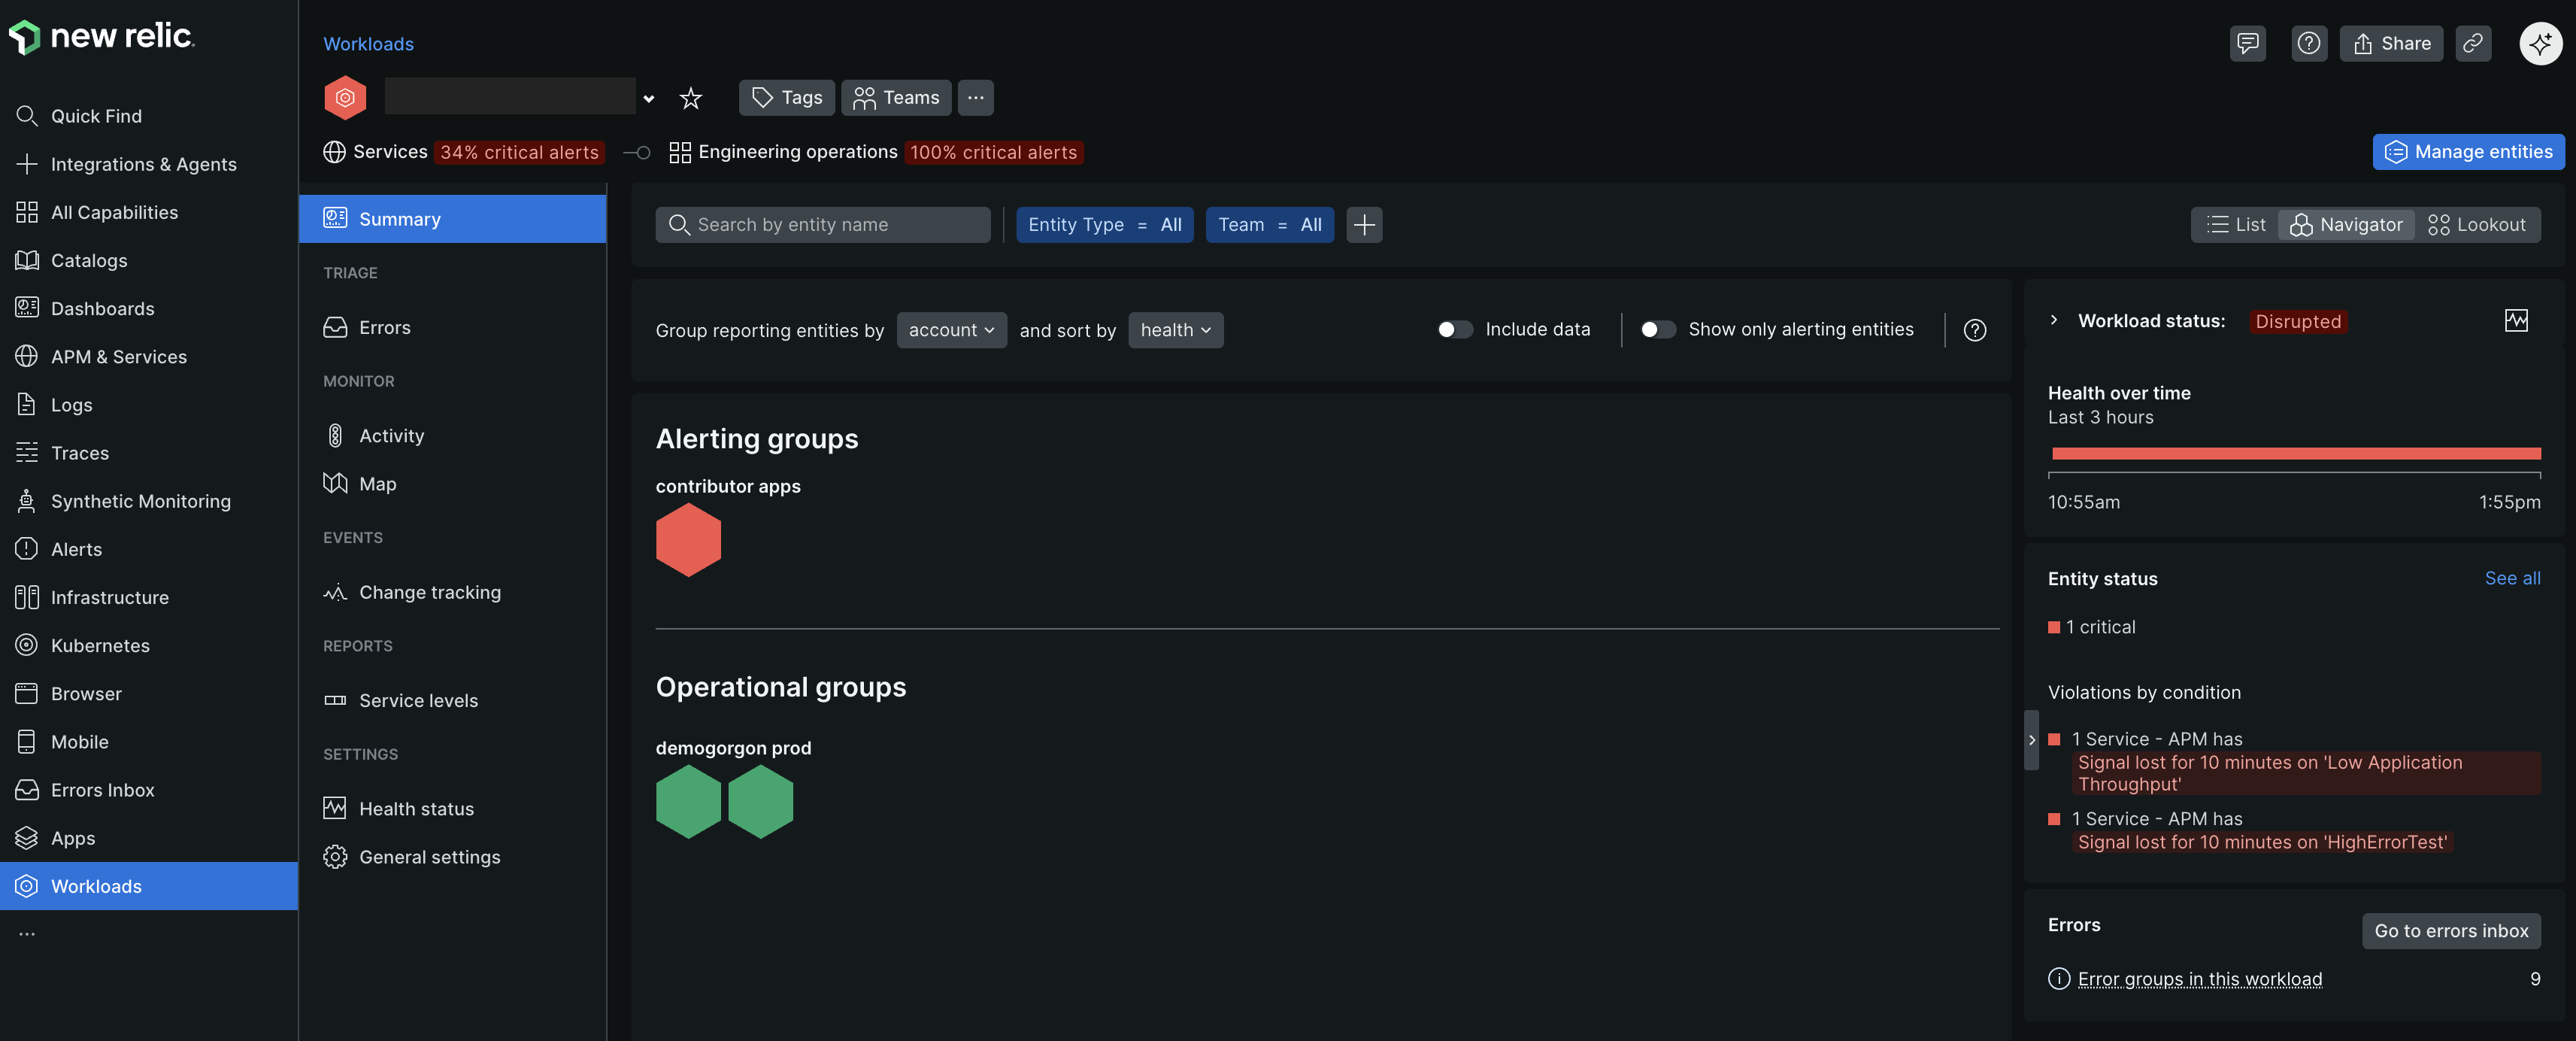 new relic.
Quick Find
Integrations & Agents
All Capabilities
Catalogs
Dashboards
APM & Services
Logs
Traces
Synthetic Monitoring
Alerts
Infrastructure
Kubernetes
Browser
Mobile
Errors Inbox
Apps
Workloads
...
Workloads
Share
Tags
Teams
...
Services 34% critical alerts
Engineering operations 100% critical alerts
Manage entities
Summary
TRIAGE
Errors
MONITOR
Activity
Map
EVENTS
Change tracking
REPORTS
Service levels
SETTINGS
Health status
General settings
Search by entity name
Entity Type = All
Team = All
List
Navigator
Lookout
Group reporting entities by account and sort by health
Include data
Show only alerting entities
Alerting groups
contributor apps
Operational groups
demogorgon prod
Workload status: Disrupted
Health over time
Last 3 hours
10:55am 1:55pm
Entity status See all
1 critical
Violations by condition
1 Service - APM has
Signal lost for 10 minutes on 'Low Application
Throughput'
1 Service - APM has
Signal lost for 10 minutes on 'HighErrorTest'
Errors
Go to errors inbox
Error groups in this workload 9